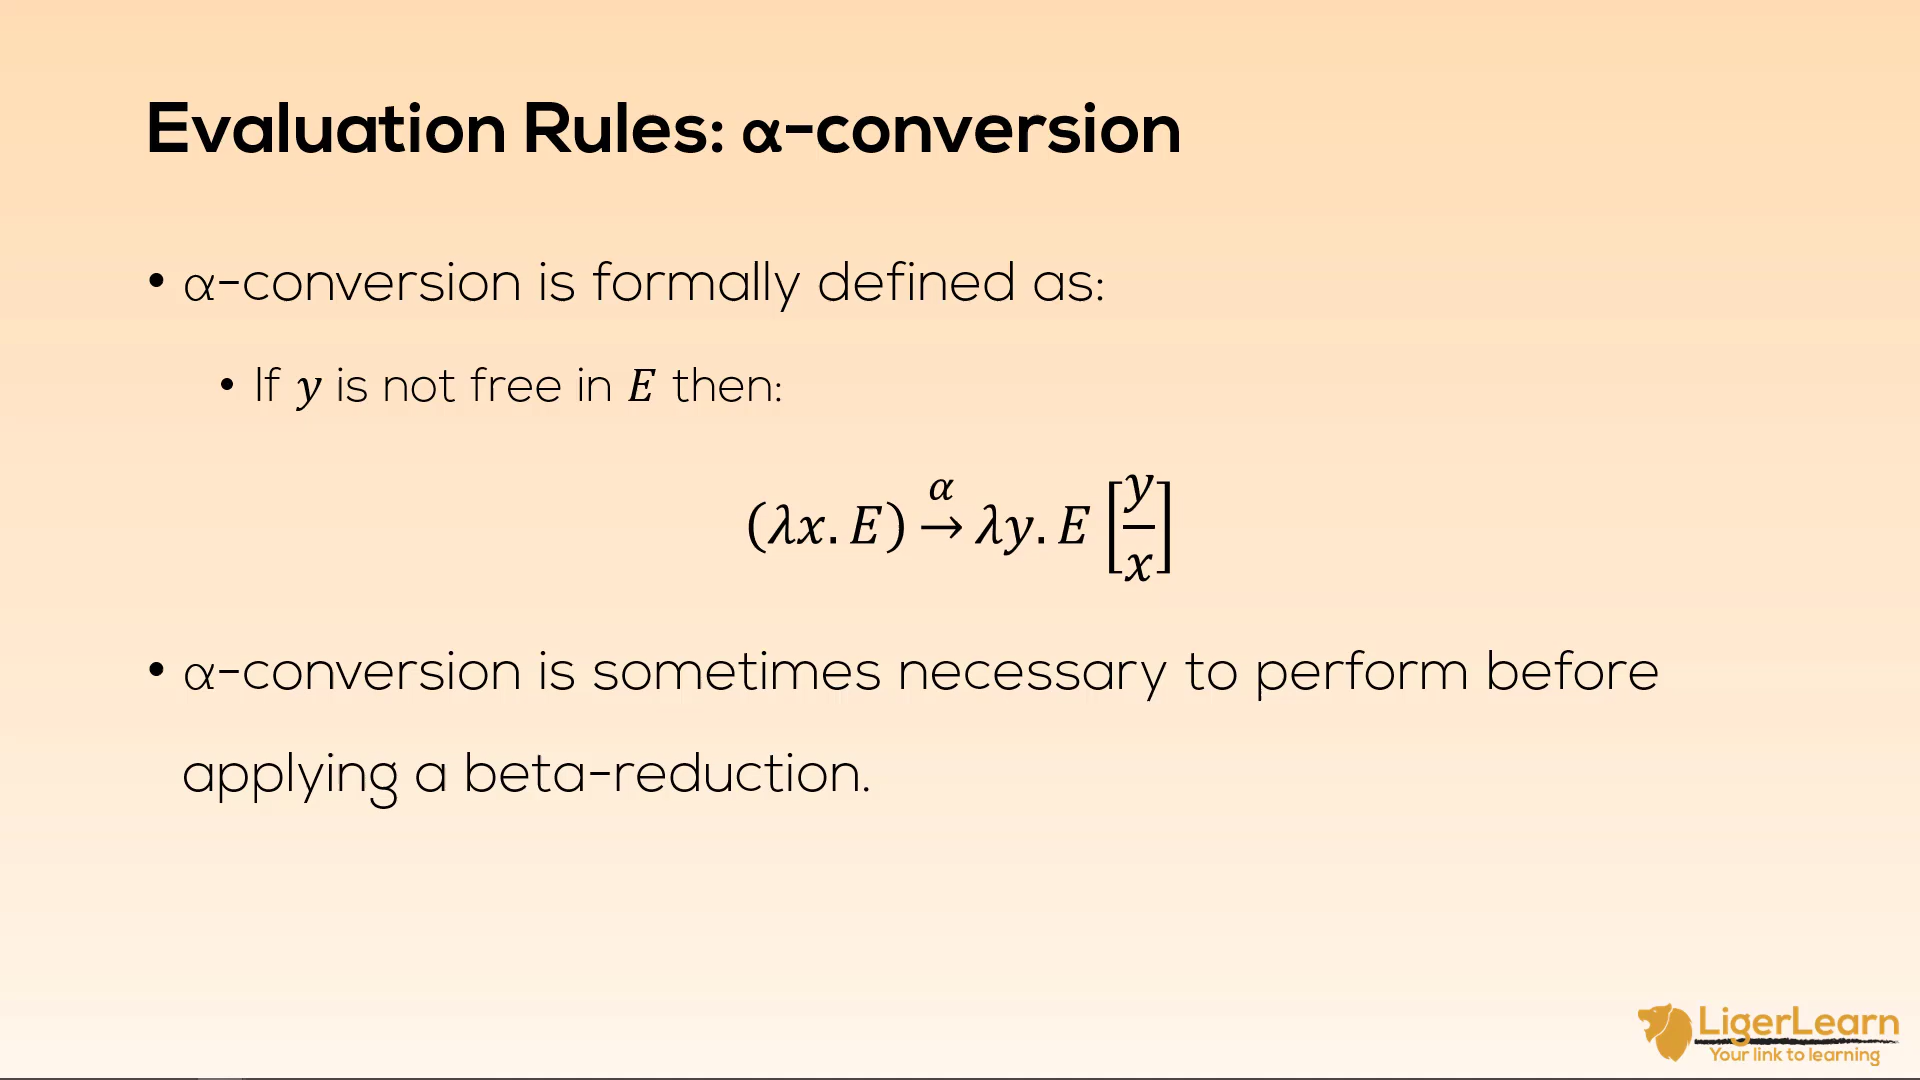 Evaluation Rules: α-conversion
• α-conversion is formally defined as:
• If y is not free in E then:
(λx. E) →^α λy. E [y/x]
• α-conversion is sometimes necessary to perform before
applying a beta-reduction.
LigerLearn
Your link to learning